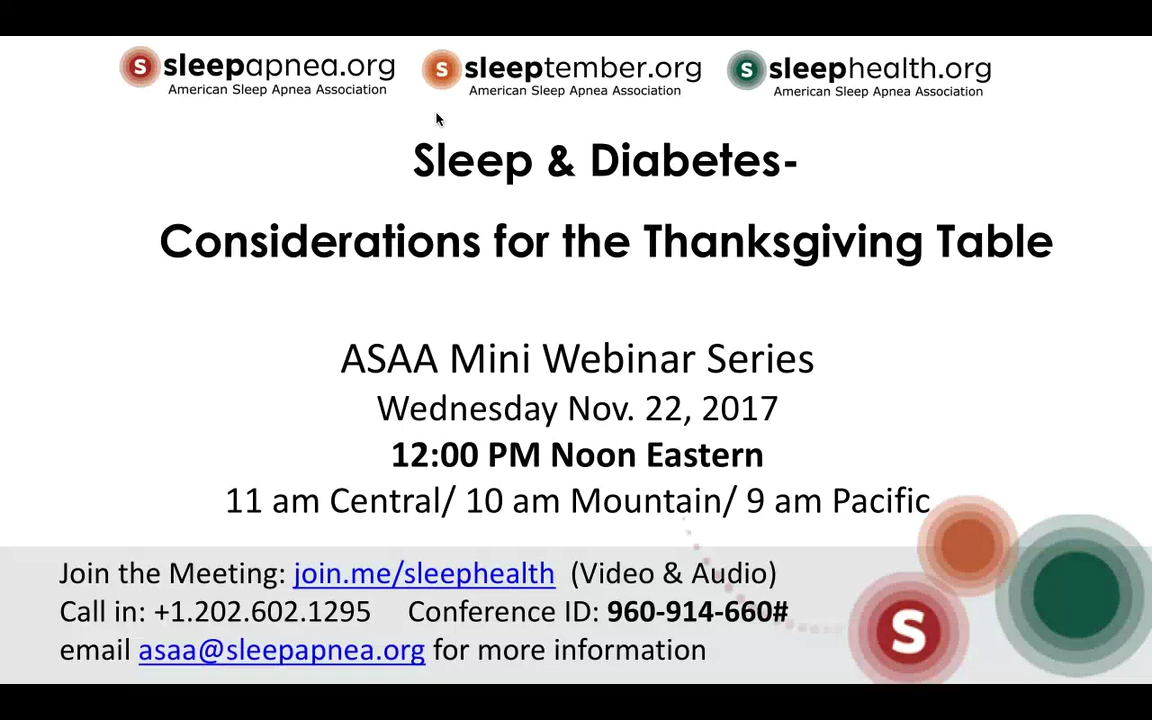 S sleepapnea.org S sleeptember.org S sleephealth.org
American Sleep Apnea Association American Sleep Apnea Association American Sleep Apnea Association
Sleep & Diabetes-
Considerations for the Thanksgiving Table
ASAA Mini Webinar Series
Wednesday Nov. 22, 2017
12:00 PM Noon Eastern
11 am Central/ 10 am Mountain/ 9 am Pacific
Join the Meeting: join.me/sleephealth (Video & Audio)
Call in: +1.202.602.1295 Conference ID: 960-914-660#
email asaa@sleepapnea.org for more information
S